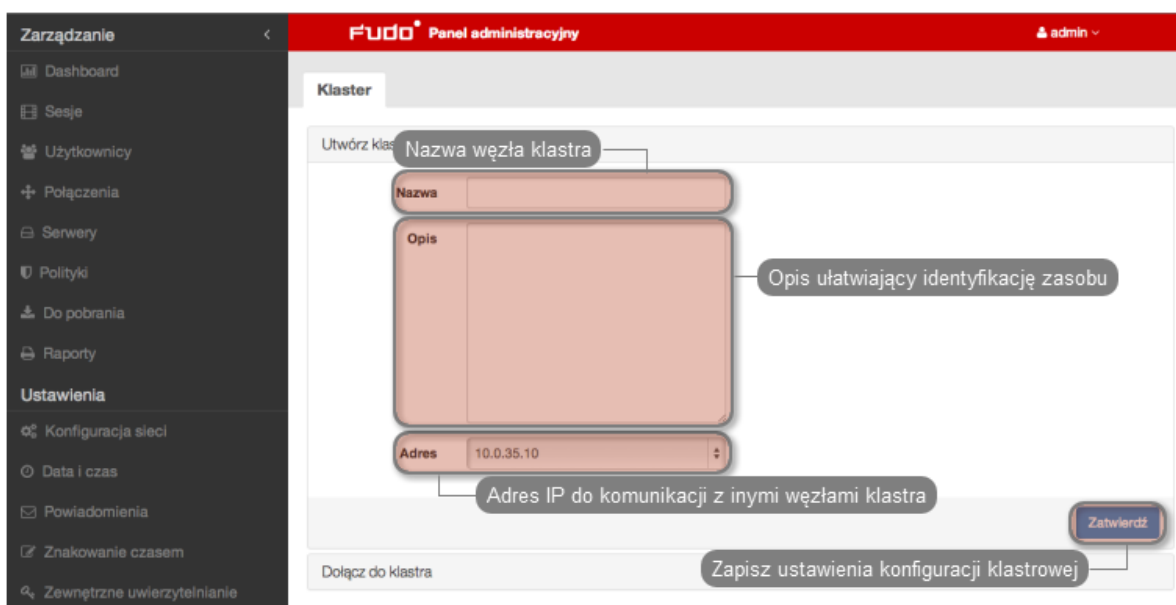 Zarządzanie
FUDO Panel administracyjny
admin
Dashboard
Sesje
Użytkownicy
Połączenia
Serwery
Polityki
Do pobrania
Raporty
Ustawienia
Konfiguracja sieci
Data i czas
Powiadomienia
Znakowanie czasem
Zewnętrzne uwierzytelnianie
Klaster
Utwórz
Nazwa węzła klastra
Nazwa
Opis
Opis ułatwiający identyfikację zasobu
Adres
10.0.35.10
Adres IP do komunikacji z inymi węzłami klastra
Zatwierdź
Zapisz ustawienia konfiguracji klastrowej
Dołącz do klastra